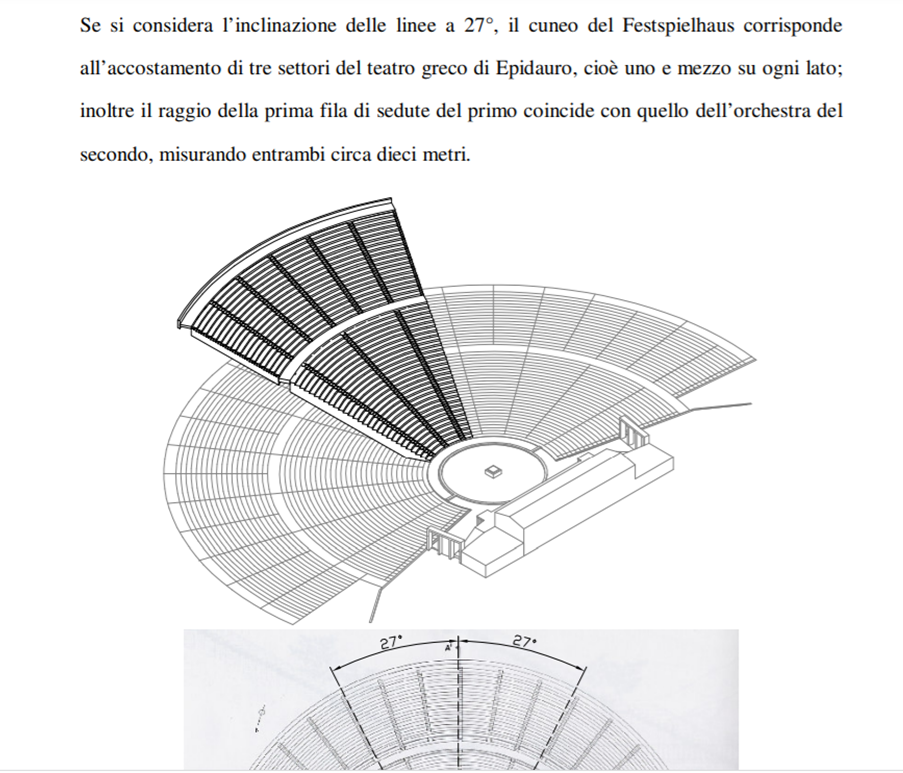 Se si considera l’inclinazione delle linee a 27°, il cuneo del Festspielhaus corrisponde
all’accostamento di tre settori del teatro greco di Epidauro, cioè uno e mezzo su ogni lato;
inoltre il raggio della prima fila di sedute del primo coincide con quello dell’orchestra del
secondo, misurando entrambi circa dieci metri.
27° 27°
A'